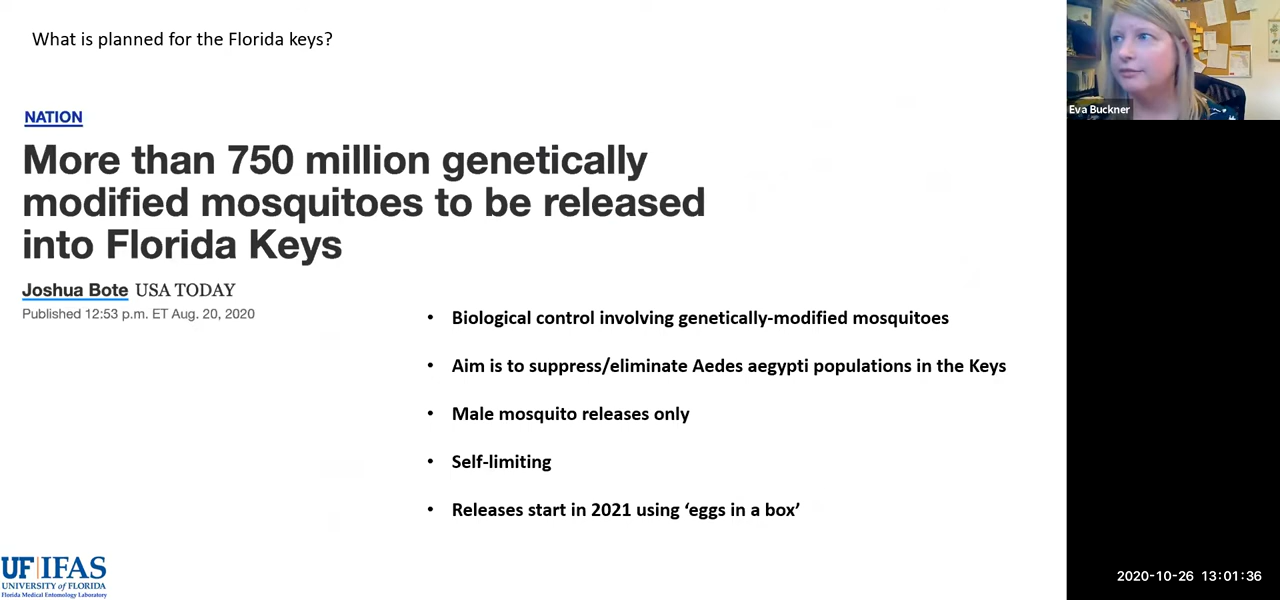 What is planned for the Florida keys?
NATION
More than 750 million genetically
modified mosquitoes to be released
into Florida Keys
Joshua Bote USA TODAY
Published 12:53 p.m. ET Aug. 20, 2020
• Biological control involving genetically-modified mosquitoes
• Aim is to suppress/eliminate Aedes aegypti populations in the Keys
• Male mosquito releases only
• Self-limiting
• Releases start in 2021 using ‘eggs in a box’
UF|IFAS
UNIVERSITY of FLORIDA
Florida Medical Entomology Laboratory
Eva Buckner
2020-10-26 13:01:36